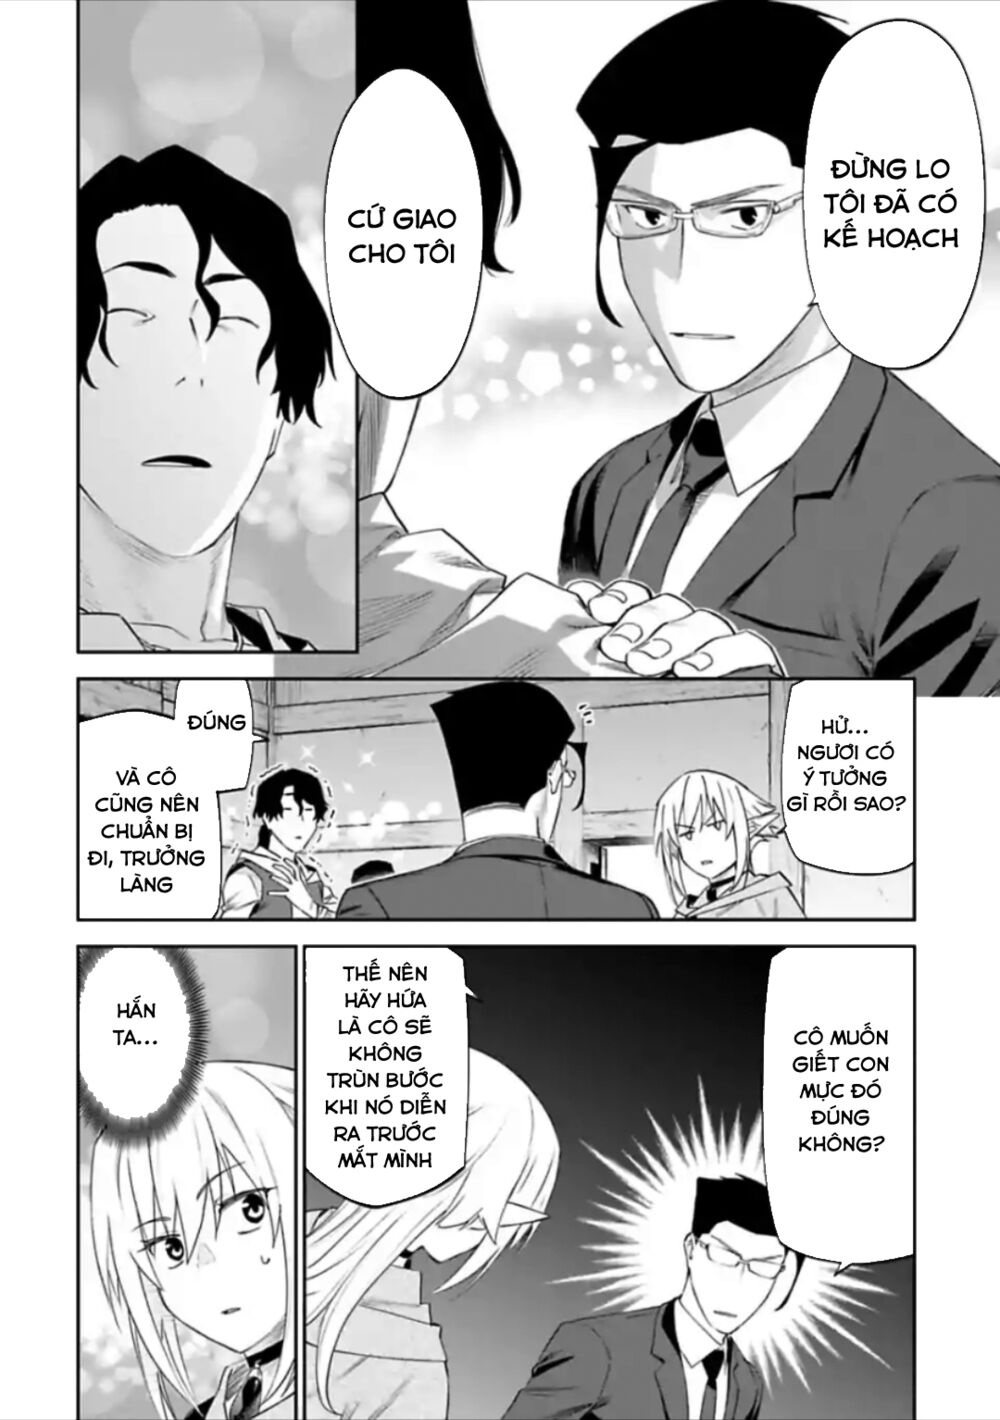 ĐỪNG LO
TÔI ĐÃ CÓ
KẾ HOẠCH
CỨ GIAO
CHO TÔI
HỬ...
NGƯƠI CÓ
Ý TƯỞNG
GÌ RỒI SAO?
ĐÚNG
VÀ CÔ
CŨNG NÊN
CHUẨN BỊ
ĐI, TRƯỞNG
LÀNG
CÔ MUỐN
GIẾT CON
MỰC ĐÓ
ĐÚNG
KHÔNG?
THẾ NÊN
HÃY HỨA
LÀ CÔ SẼ
KHÔNG
TRÙN BƯỚC
KHI NÓ DIỄN
RA TRƯỚC
MẮT MÌNH
HẮN
TA...